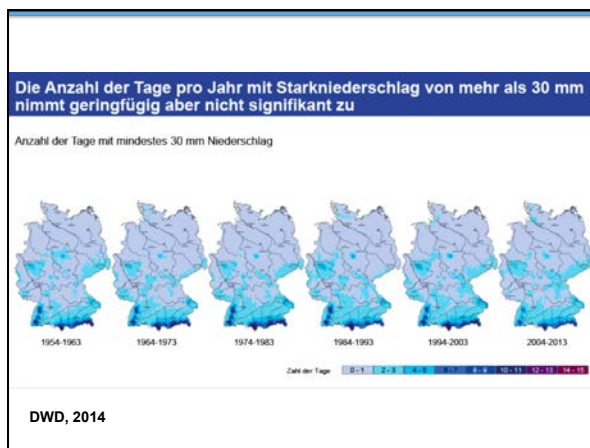 Die Anzahl der Tage pro Jahr mit Starkniederschlag von mehr als 30 mm
nimmt geringfügig aber nicht signifikant zu
Anzahl der Tage mit mindestes 30 mm Niederschlag
1954-1963 1964-1973 1974-1983 1984-1993 1994-2003 2004-2013
Zahl der Tage 0 - 1 2 - 3 4 - 5 6 - 7 8 - 9 10 - 11 12 - 13 14 - 15
DWD, 2014